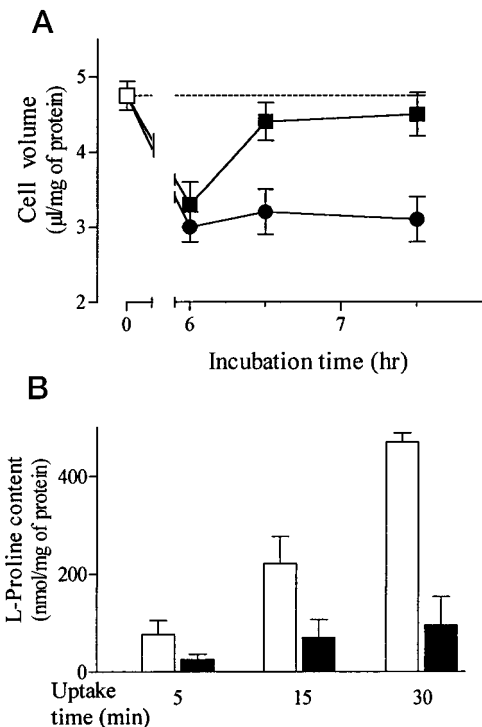 A
Cell volume
(μl/mg of protein)
5
4
3
2
0
6
7
Incubation time (hr)
B
L-Proline content
(nmol/mg of protein)
400
200
0
Uptake
time (min)
5
15
30